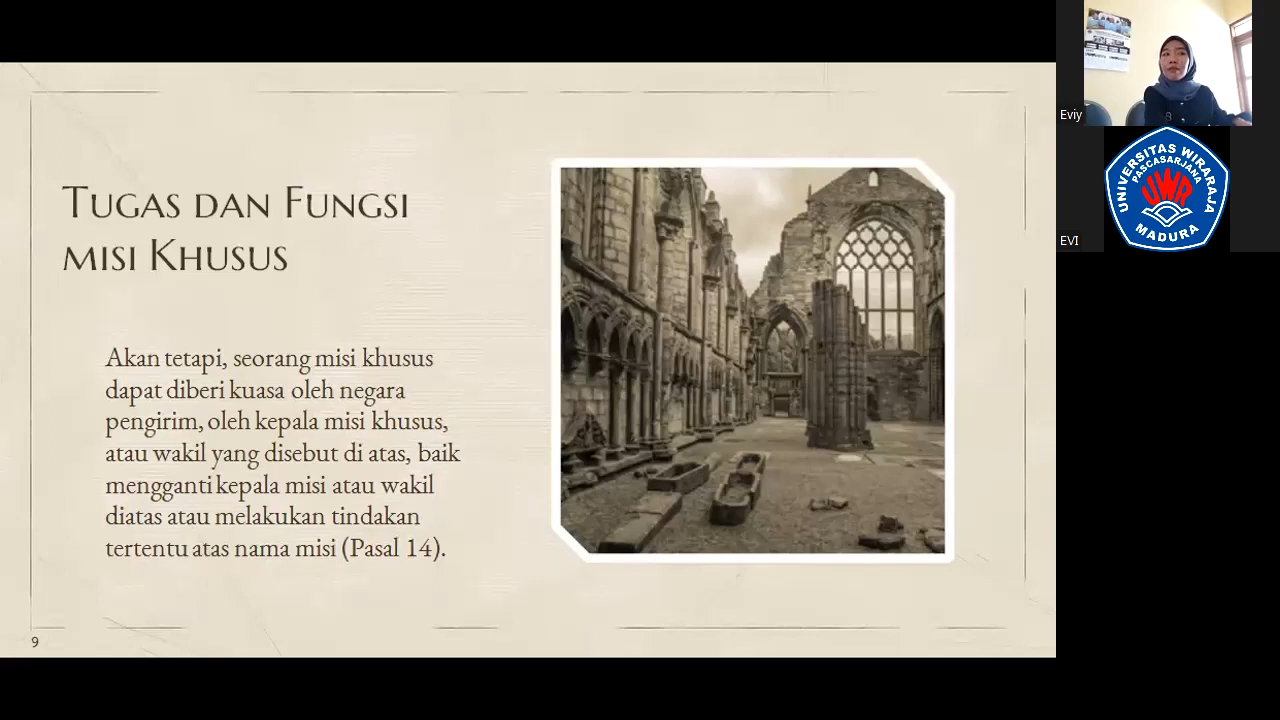 Tugas dan Fungsi
misi Khusus
Akan tetapi, seorang misi khusus
dapat diberi kuasa oleh negara
pengirim, oleh kepala misi khusus,
atau wakil yang disebut di atas, baik
mengganti kepala misi atau wakil
diatas atau melakukan tindakan
tertentu atas nama misi (Pasal 14).
9
Eviy
UNIVERSITAS WIRARAJA
PASCASARJANA
UWR
MADURA
EVI